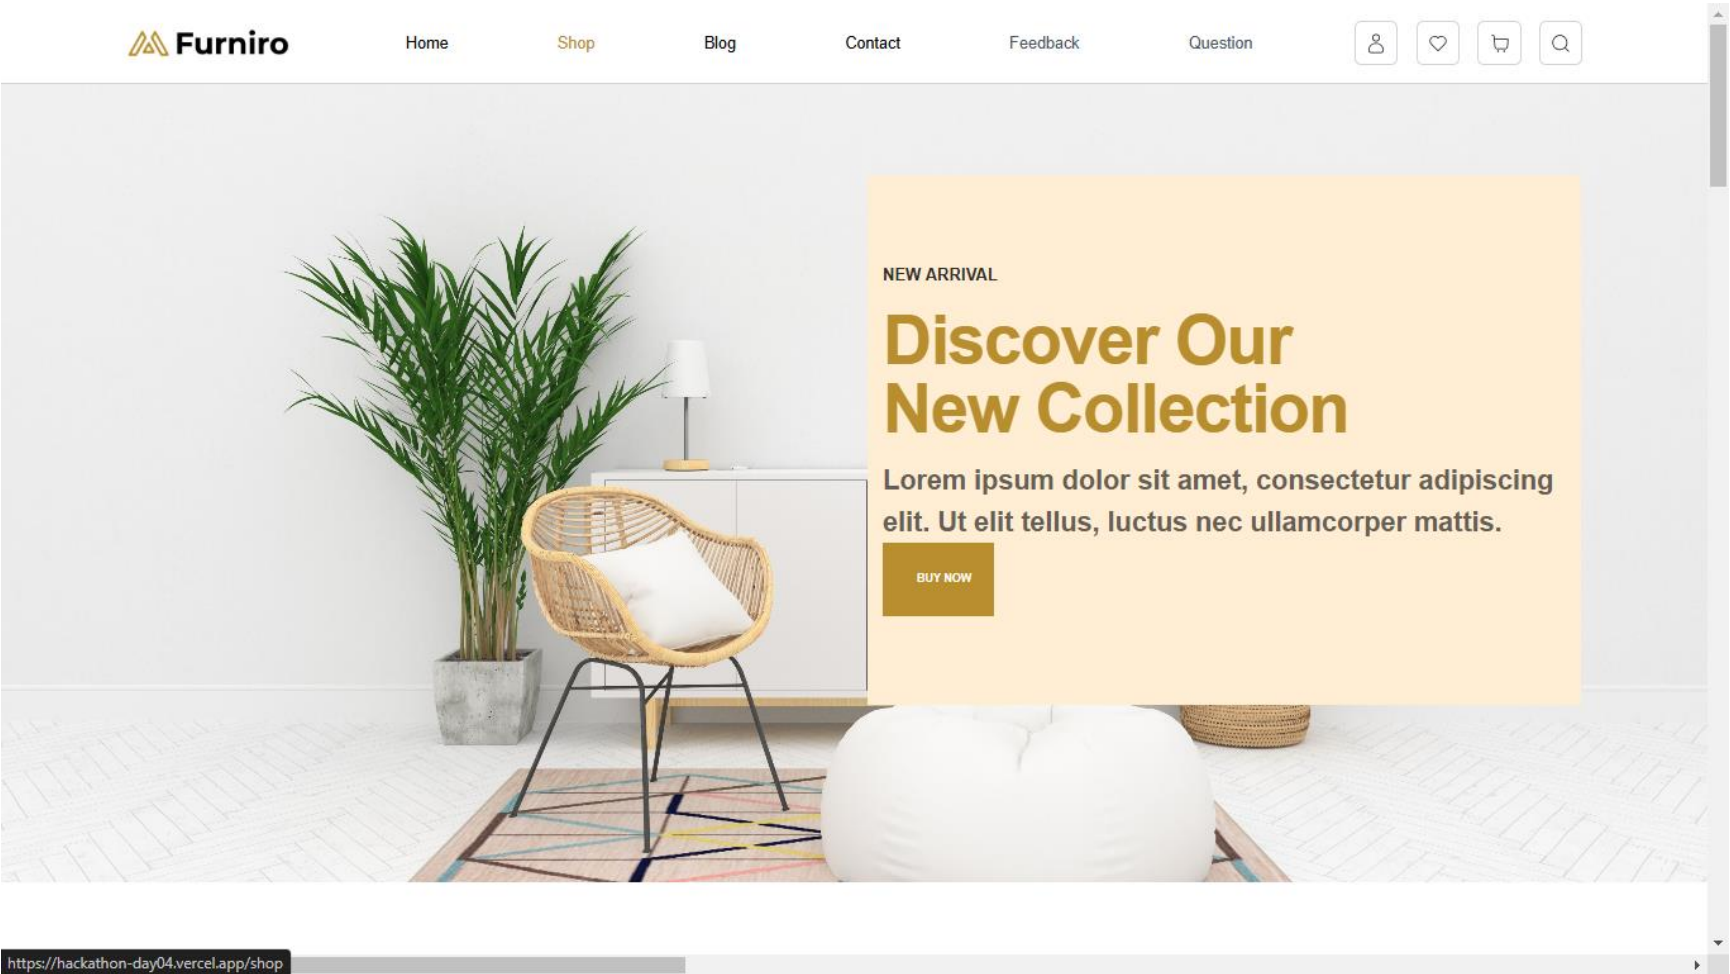 Furniro
Home
Shop
Blog
Contact
Feedback
Question
NEW ARRIVAL
Discover Our
New Collection
Lorem ipsum dolor sit amet, consectetur adipiscing
elit. Ut elit tellus, luctus nec ullamcorper mattis.
BUY NOW
https://hackathon-day04.vercel.app/shop